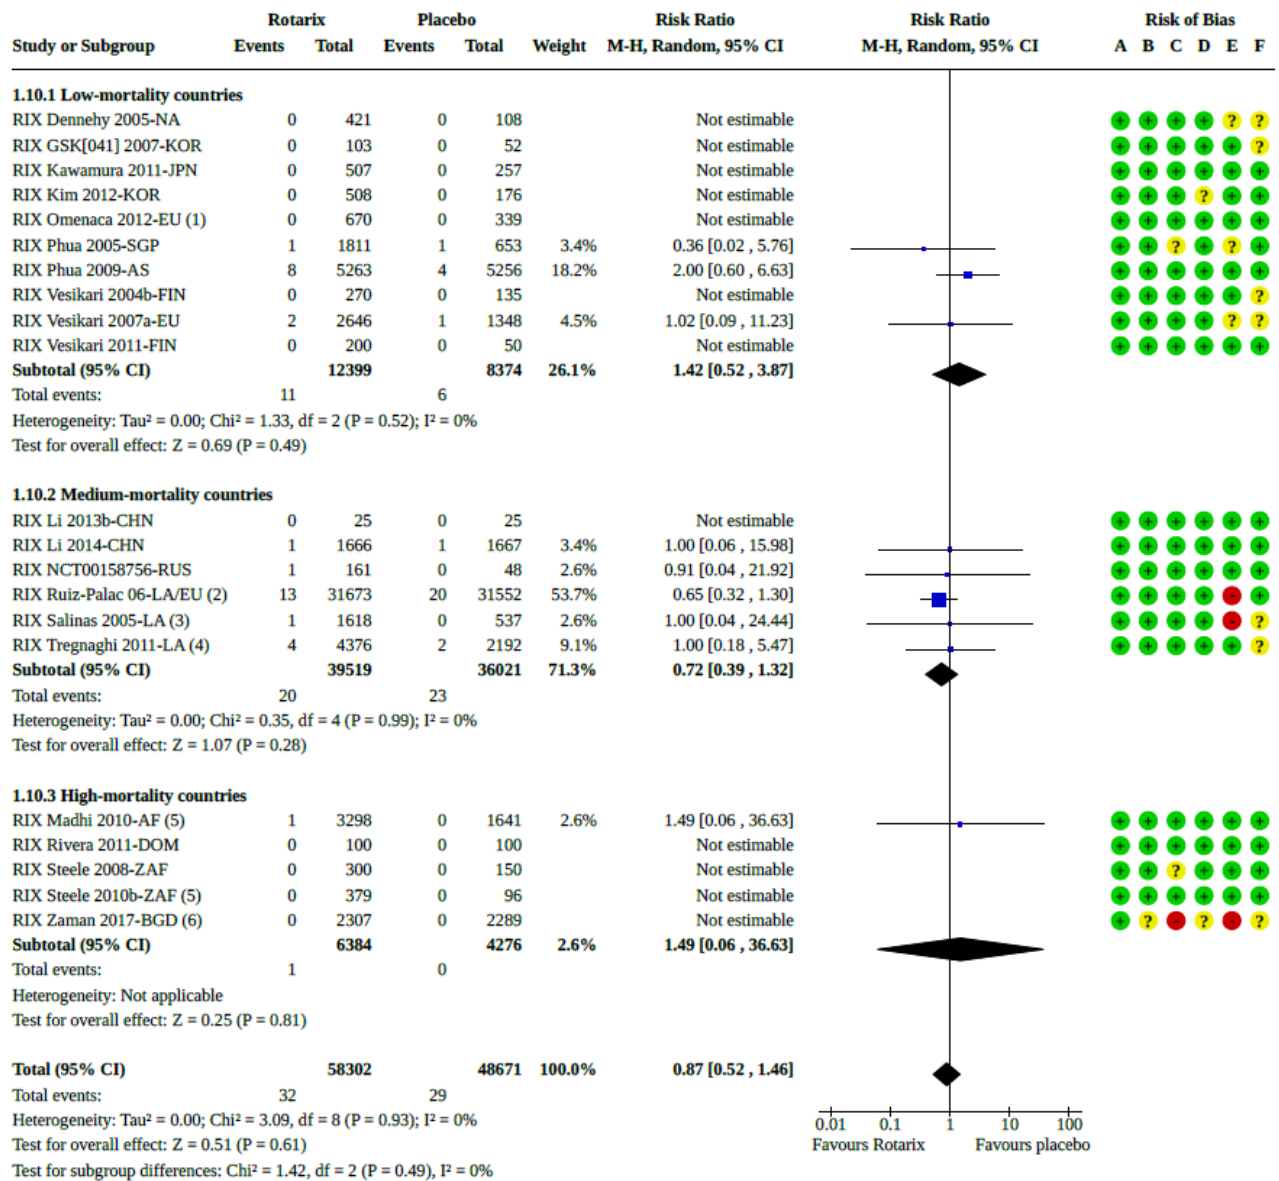 Rotarix Placebo Risk Ratio Risk Ratio Risk of Bias
Study or Subgroup Events Total Events Total Weight M-H, Random, 95% CI M-H, Random, 95% CI A B C D E F
1.10.1 Low-mortality countries
RIX Dennehy 2005-NA 0 421 0 108 Not estimable + + + + ? ?
RIX GSK[041] 2007-KOR 0 103 0 52 Not estimable + + + + + ?
RIX Kawamura 2011-JPN 0 507 0 257 Not estimable + + + + + +
RIX Kim 2012-KOR 0 508 0 176 Not estimable + + + ? + +
RIX Omenaca 2012-EU (1) 0 670 0 339 Not estimable + + + + + +
RIX Phua 2005-SGP 1 1811 1 653 3.4% 0.36 [0.02 , 5.76] + + ? + ? +
RIX Phua 2009-AS 8 5263 4 5256 18.2% 2.00 [0.60 , 6.63] + + + + + +
RIX Vesikari 2004b-FIN 0 270 0 135 Not estimable + + + + + ?
RIX Vesikari 2007a-EU 2 2646 1 1348 4.5% 1.02 [0.09 , 11.23] + + + + ? ?
RIX Vesikari 2011-FIN 0 200 0 50 Not estimable + + + + + +
Subtotal (95% CI) 12399 8374 26.1% 1.42 [0.52 , 3.87]
Total events: 11 6
Heterogeneity: Tau² = 0.00; Chi² = 1.33, df = 2 (P = 0.52); I² = 0%
Test for overall effect: Z = 0.69 (P = 0.49)
1.10.2 Medium-mortality countries
RIX Li 2013b-CHN 0 25 0 25 Not estimable + + + + + +
RIX Li 2014-CHN 1 1666 1 1667 3.4% 1.00 [0.06 , 15.98] + + + + + +
RIX NCT00158756-RUS 1 161 0 48 2.6% 0.91 [0.04 , 21.92] + + + + + +
RIX Ruiz-Palac 06-LA/EU (2) 13 31673 20 31552 53.7% 0.65 [0.32 , 1.30] + + + + - +
RIX Salinas 2005-LA (3) 1 1618 0 537 2.6% 1.00 [0.04 , 24.44] + + + + - ?
RIX Tregnaghi 2011-LA (4) 4 4376 2 2192 9.1% 1.00 [0.18 , 5.47] + + + + + ?
Subtotal (95% CI) 39519 36021 71.3% 0.72 [0.39 , 1.32]
Total events: 20 23
Heterogeneity: Tau² = 0.00; Chi² = 0.35, df = 4 (P = 0.99); I² = 0%
Test for overall effect: Z = 1.07 (P = 0.28)
1.10.3 High-mortality countries
RIX Madhi 2010-AF (5) 1 3298 0 1641 2.6% 1.49 [0.06 , 36.63] + + + + + +
RIX Rivera 2011-DOM 0 100 0 100 Not estimable + + + + + +
RIX Steele 2008-ZAF 0 300 0 150 Not estimable + + ? + + +
RIX Steele 2010b-ZAF (5) 0 379 0 96 Not estimable + + + + + +
RIX Zaman 2017-BGD (6) 0 2307 0 2289 Not estimable + ? - ? - ?
Subtotal (95% CI) 6384 4276 2.6% 1.49 [0.06 , 36.63]
Total events: 1 0
Heterogeneity: Not applicable
Test for overall effect: Z = 0.25 (P = 0.81)
Total (95% CI) 58302 48671 100.0% 0.87 [0.52 , 1.46]
Total events: 32 29
Heterogeneity: Tau² = 0.00; Chi² = 3.09, df = 8 (P = 0.93); I² = 0%
0.01 0.1 1 10 100
Test for overall effect: Z = 0.51 (P = 0.61)
Favours Rotarix Favours placebo
Test for subgroup differences: Chi² = 1.42, df = 2 (P = 0.49), I² = 0%